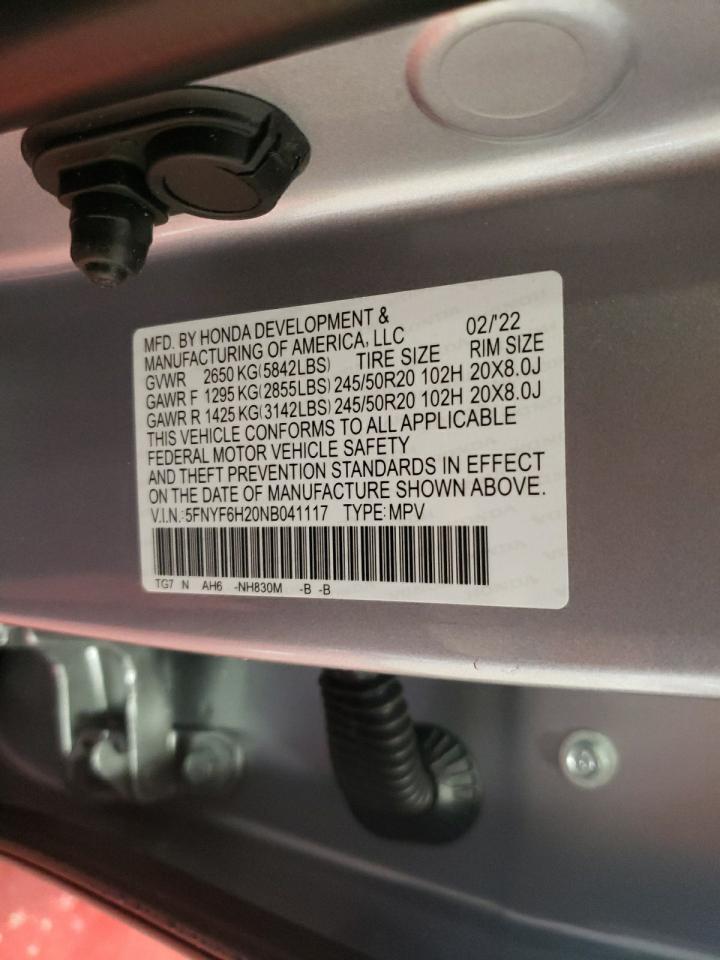 MFD. BY HONDA DEVELOPMENT & 02/'22
MANUFACTURING OF AMERICA, LLC
GVWR 2650 KG(5842LBS) TIRE SIZE RIM SIZE
GAWR F 1295 KG(2855LBS) 245/50R20 102H 20X8.0J
GAWR R 1425 KG(3142LBS) 245/50R20 102H 20X8.0J
THIS VEHICLE CONFORMS TO ALL APPLICABLE
FEDERAL MOTOR VEHICLE SAFETY
AND THEFT PREVENTION STANDARDS IN EFFECT
ON THE DATE OF MANUFACTURE SHOWN ABOVE.
V.I.N.:5FNYF6H20NB041117 TYPE:MPV
TG7 N AH6 -NH830M -B -B